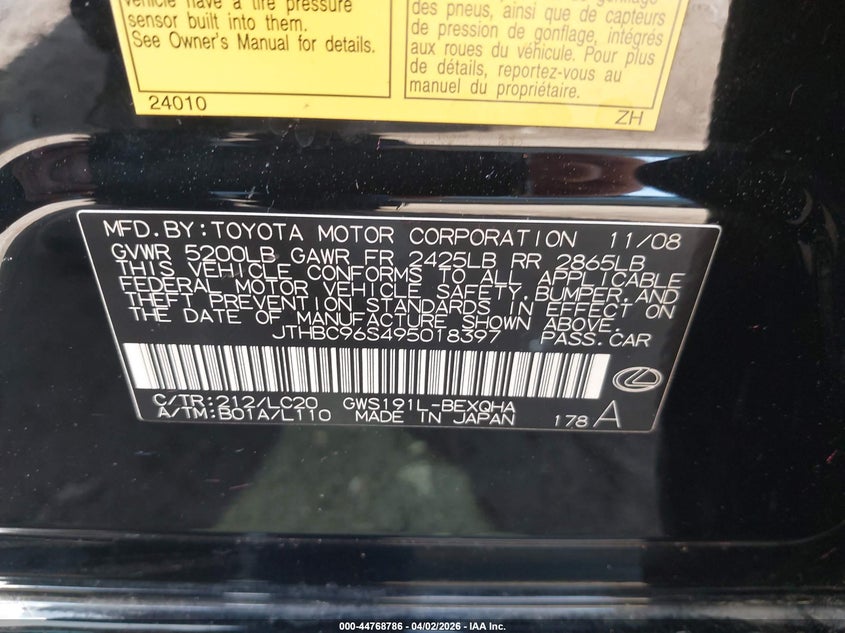 vehicle have a tire pressure
sensor built into them.
See Owner's Manual for details.
24010
des pneus, ainsi que de capteurs
de pression de gonflage, intégrés
aux roues du véhicule. Pour plus
de détails, reportez-vous au
manuel du propriétaire.
ZH
MFD.BY:TOYOTA MOTOR CORPORATION 11/08
GVWR 5200LB GAWR FR 2425LB RR 2865LB
THIS VEHICLE CONFORMS TO ALL APPLICABLE
FEDERAL MOTOR VEHICLE SAFETY,BUMPER,AND
THEFT PREVENTION STANDARDS IN EFFECT ON
THE DATE OF MANUFACTURE SHOWN ABOVE.
JTHBC96S495018397 PASS.CAR
C/TR:212/LC20 GWS191L-BEXQHA
A/TM:B01A/L110 MADE IN JAPAN 178 A
000-44768786 - 04/02/2026 - IAA Inc.